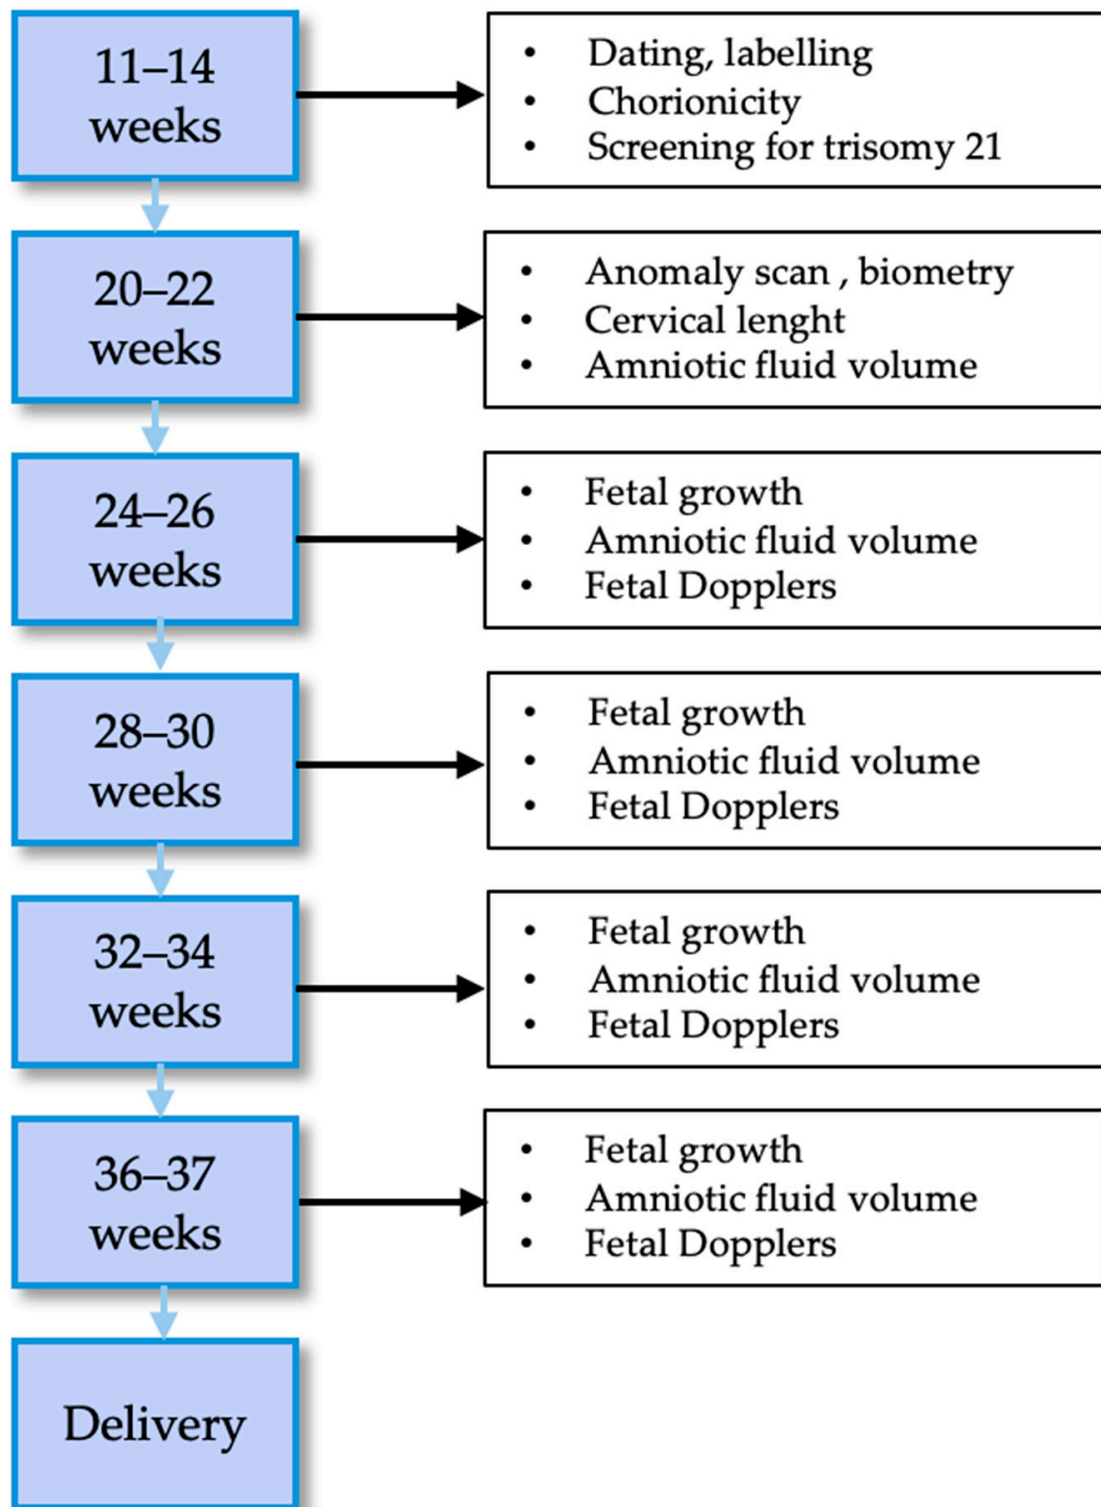 11–14
weeks
• Dating, labelling
• Chorionicity
• Screening for trisomy 21
20–22
weeks
• Anomaly scan , biometry
• Cervical lenght
• Amniotic fluid volume
24–26
weeks
• Fetal growth
• Amniotic fluid volume
• Fetal Dopplers
28–30
weeks
• Fetal growth
• Amniotic fluid volume
• Fetal Dopplers
32–34
weeks
• Fetal growth
• Amniotic fluid volume
• Fetal Dopplers
36–37
weeks
• Fetal growth
• Amniotic fluid volume
• Fetal Dopplers
Delivery